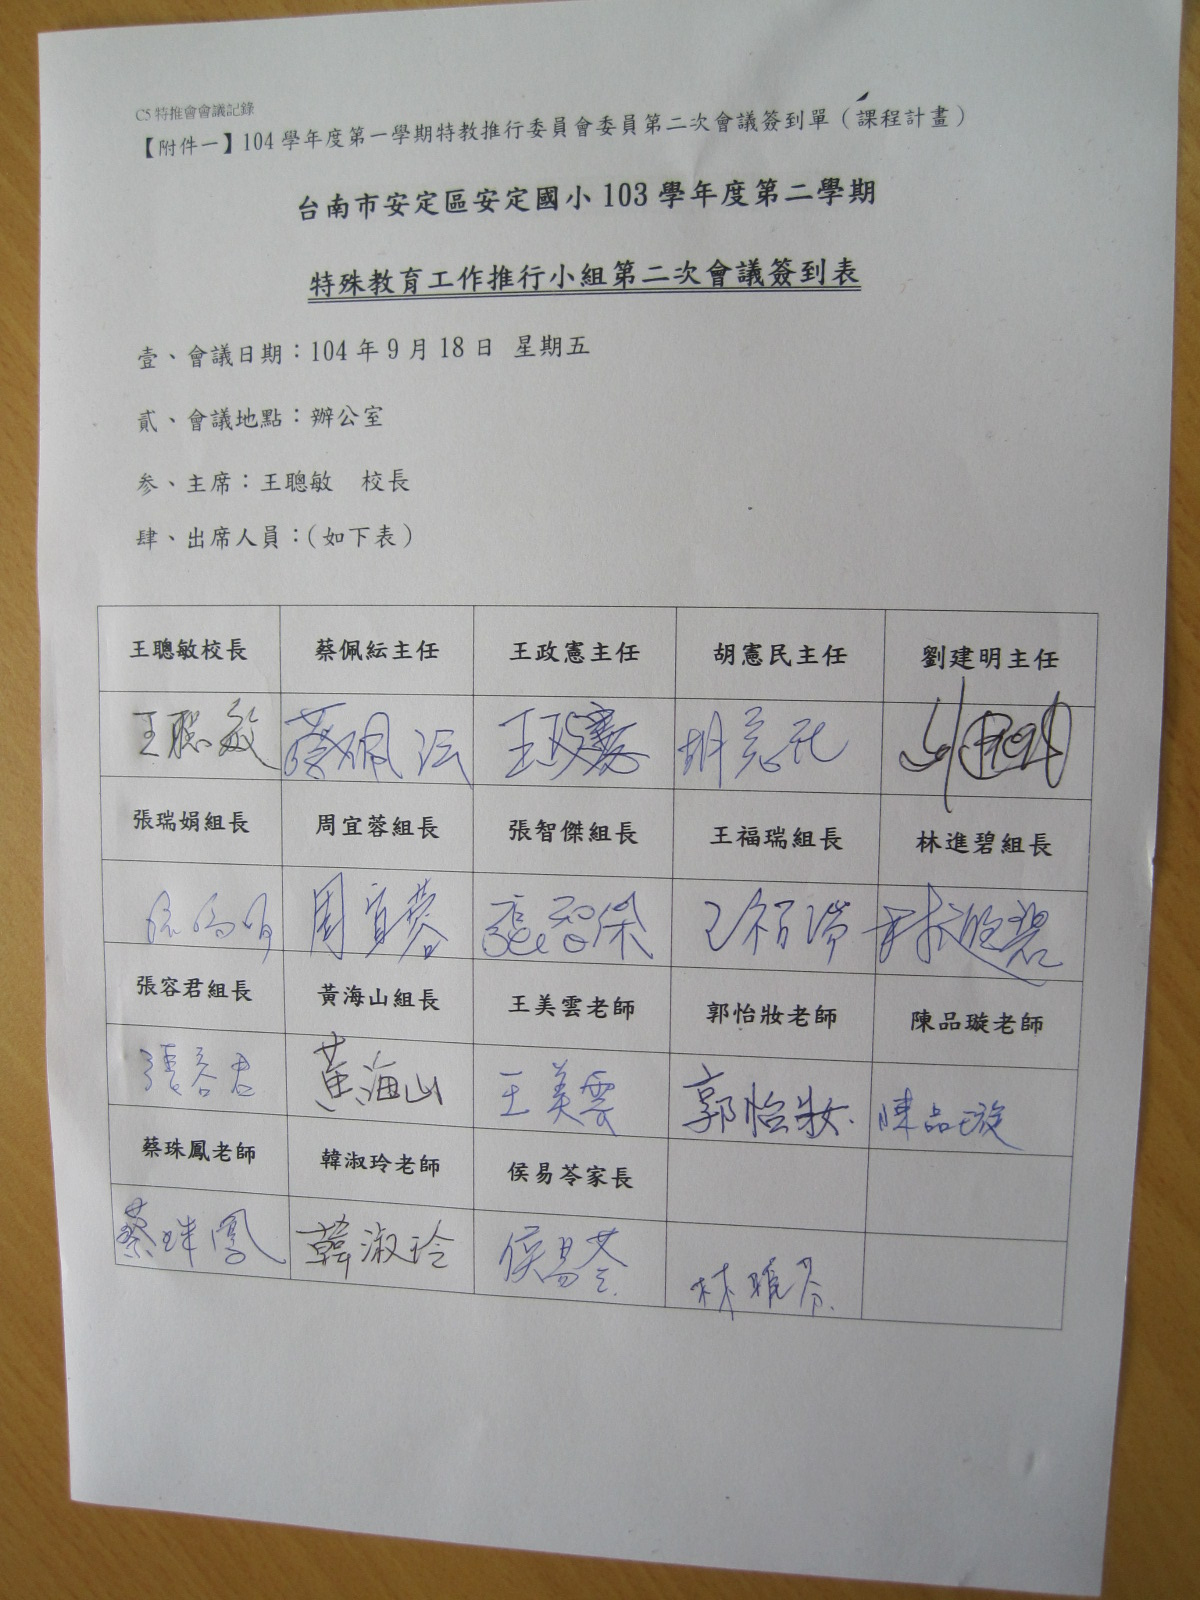 C5 特推會會議記錄
【附件一】104 學年度第一學期特教推行委員會委員第二次會議簽到單（課程計畫）
台南市安定區安定國小 103 學年度第二學期
特殊教育工作推行小組第二次會議簽到表
壹、會議日期：104 年 9 月 18 日 星期五
貳、會議地點：辦公室
參、主席：王聰敏 校長
肆、出席人員：(如下表)
王聰敏校長 蔡佩紜主任 王政憲主任 胡憲民主任 劉建明主任
王聰敏 蔡佩沄 王政憲
張瑞娟組長 周宜蓉組長 張智傑組長 王福瑞組長 林進碧組長
周宜蓉 張智傑 王福瑞 林進碧
張容君組長 黃海山組長 王美雲老師 郭怡妝老師 陳品璇老師
張容君 黃海山 王美雲 郭怡妝 陳品璇
蔡珠鳳老師 韓淑玲老師 侯易苓家長
蔡珠鳳 韓淑玲 侯易苓